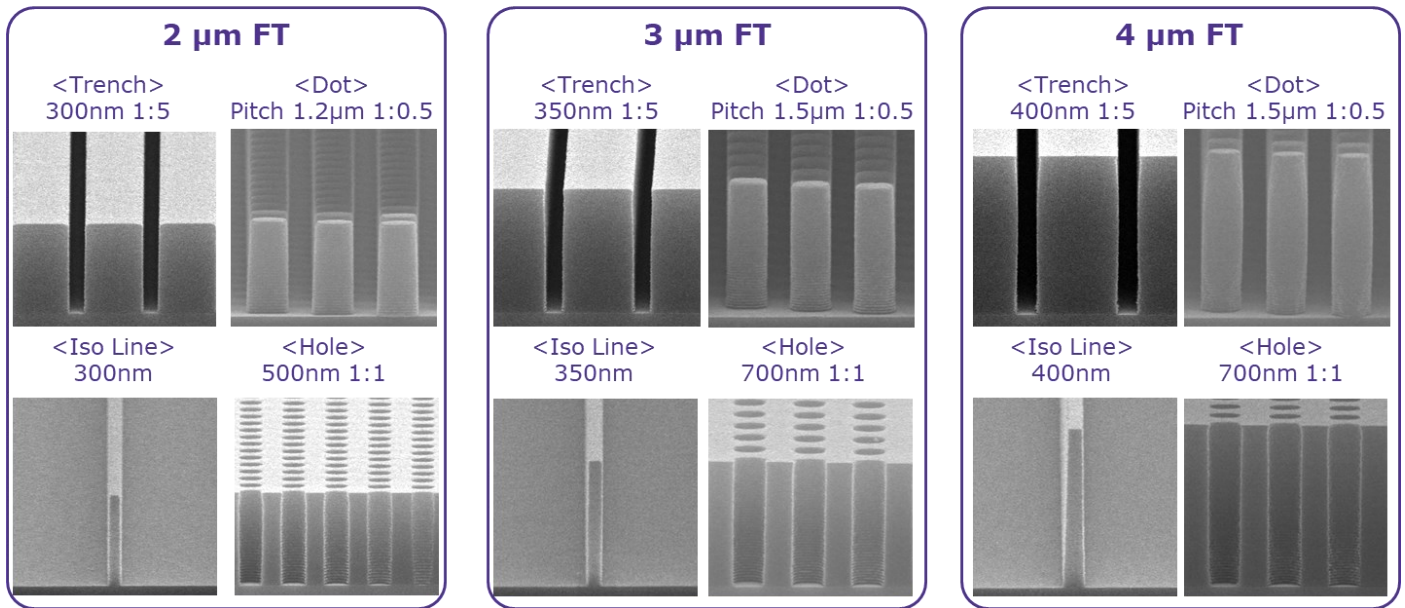 2 µm FT
<Trench>
300nm 1:5
<Dot>
Pitch 1.2µm 1:0.5
<Iso Line>
300nm
<Hole>
500nm 1:1
3 µm FT
<Trench>
350nm 1:5
<Dot>
Pitch 1.5µm 1:0.5
<Iso Line>
350nm
<Hole>
700nm 1:1
4 µm FT
<Trench>
400nm 1:5
<Dot>
Pitch 1.5µm 1:0.5
<Iso Line>
400nm
<Hole>
700nm 1:1